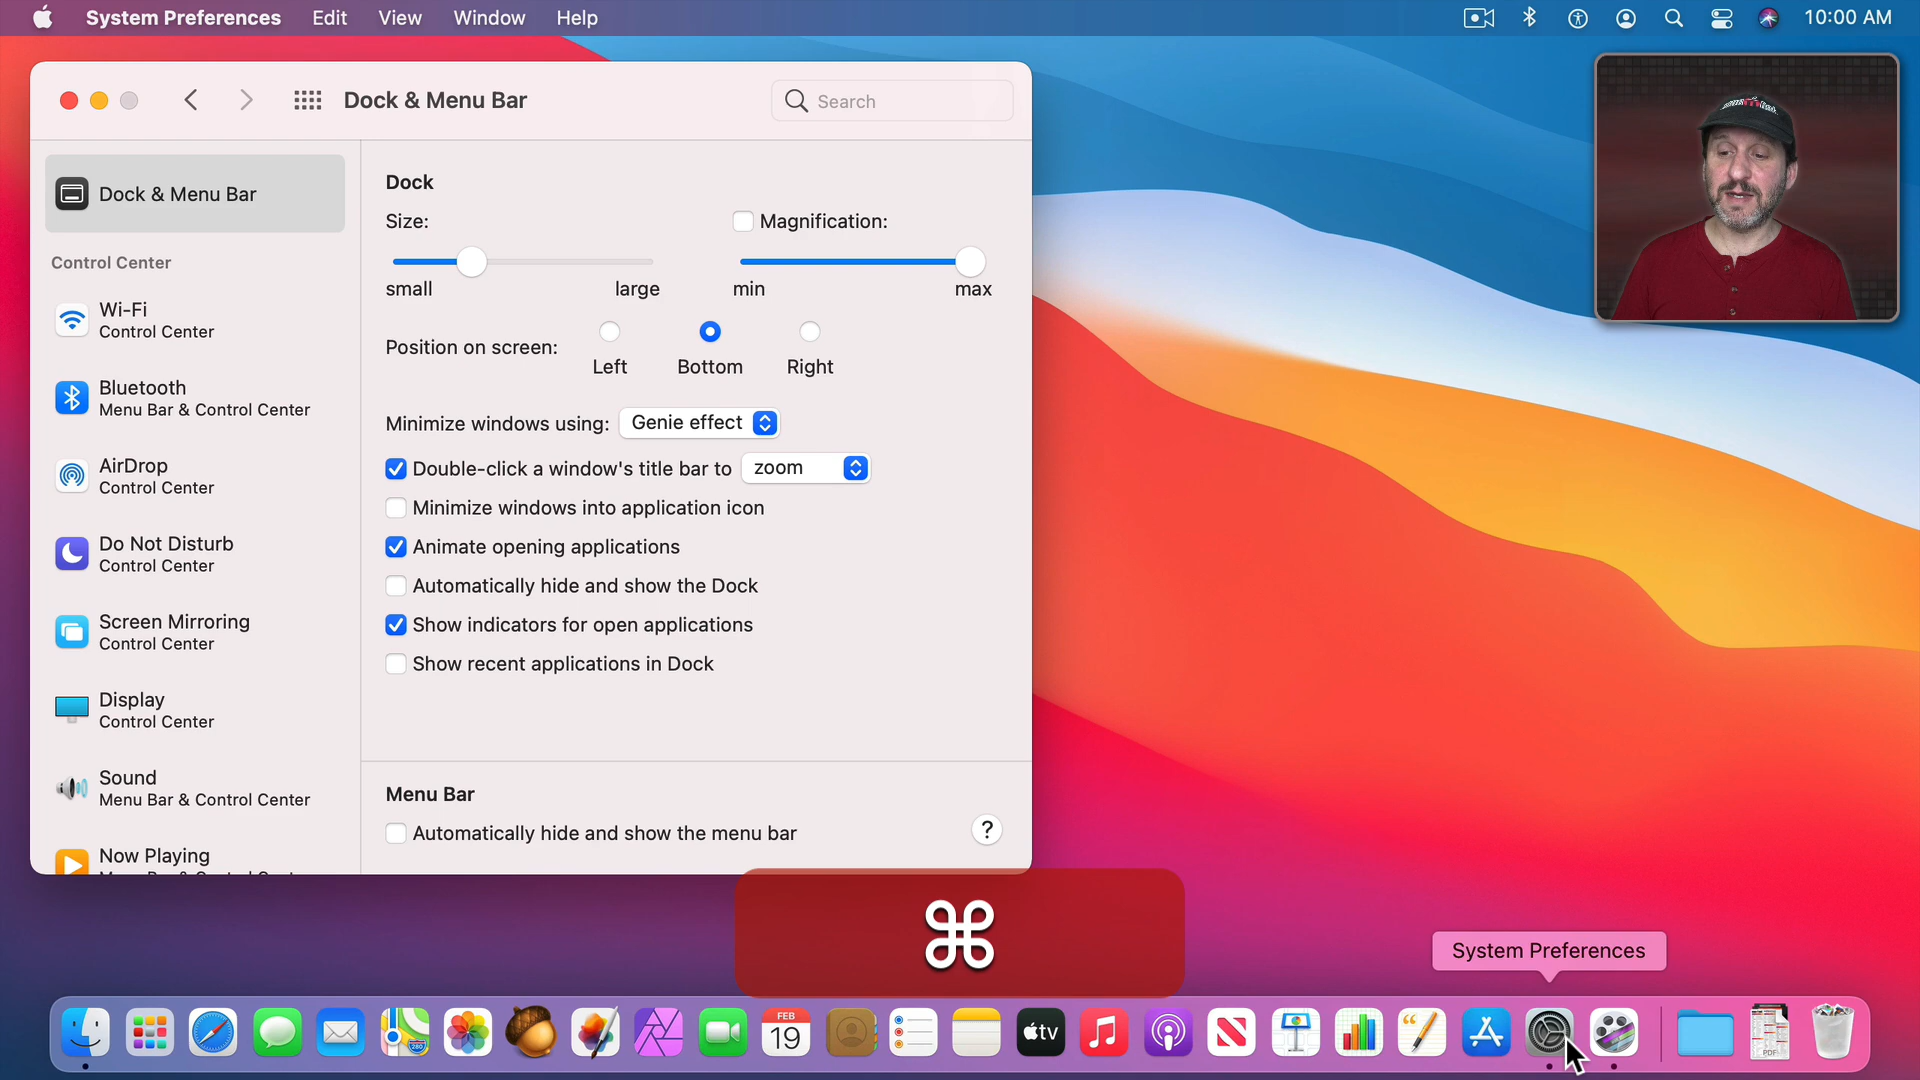 System Preferences Edit View Window Help 10:00 AM
Dock & Menu Bar
Search
Dock & Menu Bar
Control Center
Wi-Fi
Control Center
Bluetooth
Menu Bar & Control Center
AirDrop
Control Center
Do Not Disturb
Control Center
Screen Mirroring
Control Center
Display
Control Center
Sound
Menu Bar & Control Center
Now Playing
Dock
Size:
Magnification:
small large
min max
Position on screen:
Left Bottom Right
Minimize windows using: Genie effect
Double-click a window's title bar to zoom
Minimize windows into application icon
Animate opening applications
Automatically hide and show the Dock
Show indicators for open applications
Show recent applications in Dock
Menu Bar
Automatically hide and show the menu bar
?
⌘
System Preferences
280
FEB
19
tv
PDF